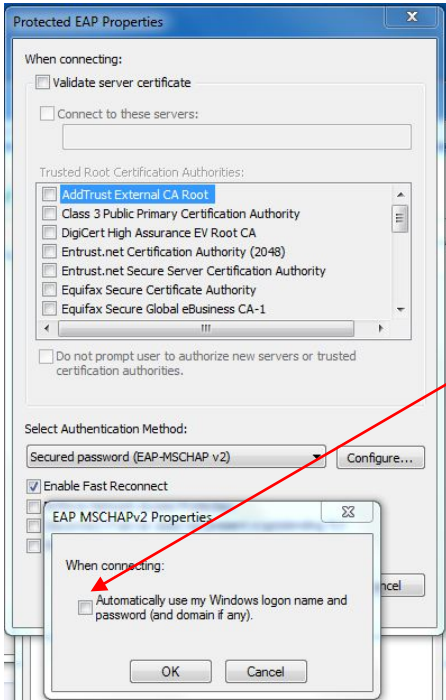 Protected EAP Properties
When connecting:
Validate server certificate
Connect to these servers:
Trusted Root Certification Authorities:
AddTrust External CA Root
Class 3 Public Primary Certification Authority
DigiCert High Assurance EV Root CA
Entrust.net Certification Authority (2048)
Entrust.net Secure Server Certification Authority
Equifax Secure Certificate Authority
Equifax Secure Global eBusiness CA-1
Do not prompt user to authorize new servers or trusted
certification authorities.
Select Authentication Method:
Secured password (EAP-MSCHAP v2)
Configure...
Enable Fast Reconnect
EAP MSCHAPv2 Properties
When connecting:
Automatically use my Windows logon name and
password (and domain if any).
ncel
OK
Cancel